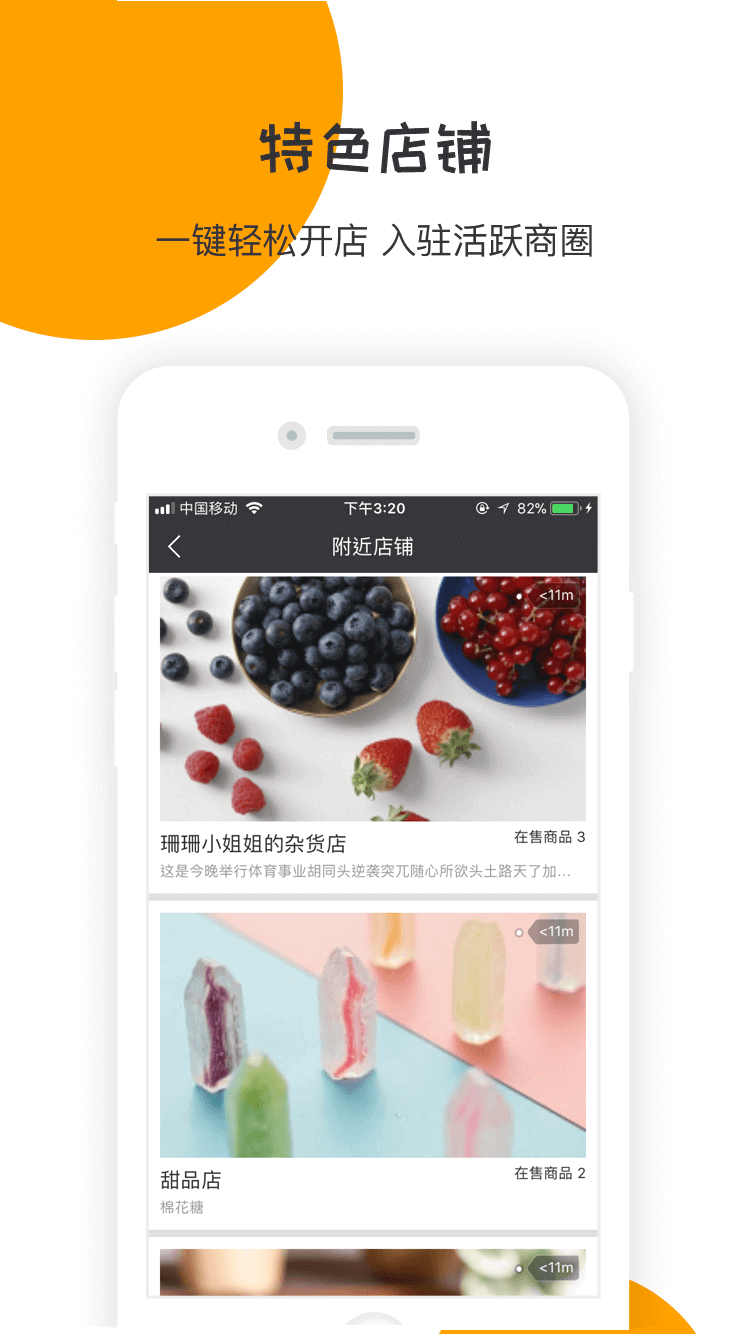 特色店铺
一键轻松开店 入驻活跃商圈
中国移动 下午3:20 82%
附近店铺
<11m
珊珊小姐姐的杂货店 在售商品 3
这是今晚举行体育事业胡同头逆袭突兀随心所欲头土路天了加...
<11m
甜品店 在售商品 2
棉花糖
<11m